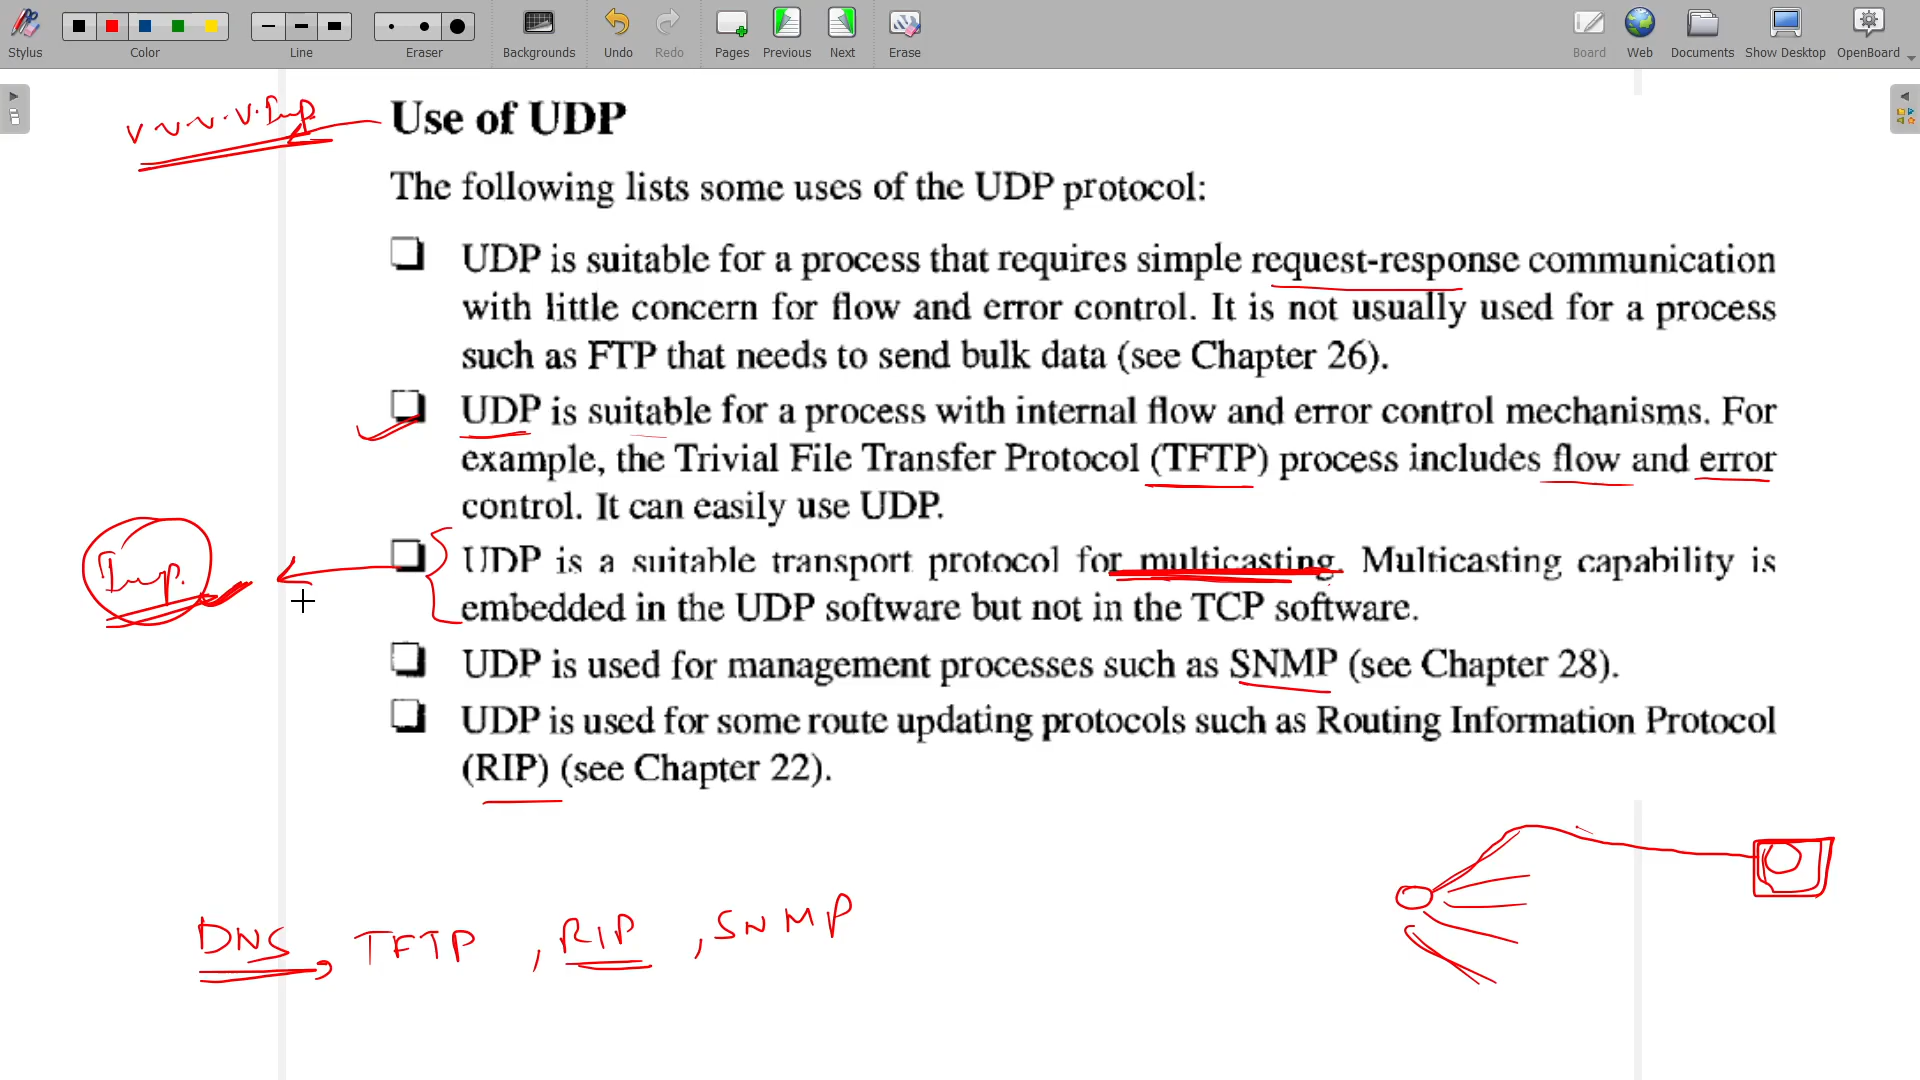 Stylus
Color
Line
Eraser
Backgrounds
Undo
Redo
Pages
Previous
Next
Erase
Board
Web
Documents
Show Desktop
OpenBoard
v v v . v . Imp.
Use of UDP
The following lists some uses of the UDP protocol:
UDP is suitable for a process that requires simple request-response communication
with little concern for flow and error control. It is not usually used for a process
such as FTP that needs to send bulk data (see Chapter 26).
UDP is suitable for a process with internal flow and error control mechanisms. For
example, the Trivial File Transfer Protocol (TFTP) process includes flow and error
control. It can easily use UDP.
Imp.
UDP is a suitable transport protocol for multicasting. Multicasting capability is
embedded in the UDP software but not in the TCP software.
UDP is used for management processes such as SNMP (see Chapter 28).
UDP is used for some route updating protocols such as Routing Information Protocol
(RIP) (see Chapter 22).
DNS, TFTP, RIP, SNMP